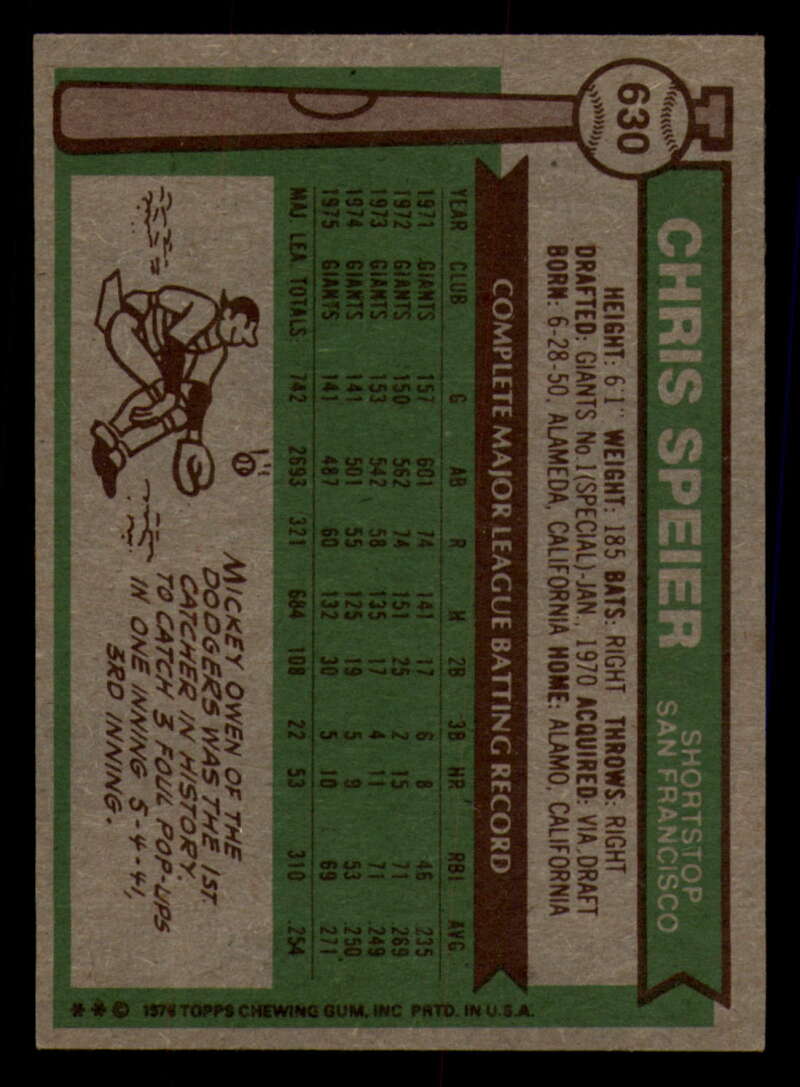 630
CHRIS SPEIER
SHORTSTOP
SAN FRANCISCO
HEIGHT: 6'1" WEIGHT: 185 BATS: RIGHT THROWS: RIGHT
DRAFTED: GIANTS No.1(SPECIAL)-JAN., 1970 ACQUIRED: VIA DRAFT
BORN: 6-28-50, ALAMEDA, CALIFORNIA HOME: ALAMO, CALIFORNIA
COMPLETE MAJOR LEAGUE BATTING RECORD
YEAR CLUB G AB R H 2B 3B HR RBI AVG
1971 GIANTS 157 601 74 141 17 6 8 46 .235
1972 GIANTS 150 562 74 151 25 2 15 71 .269
1973 GIANTS 153 542 58 135 17 4 11 71 .249
1974 GIANTS 141 501 55 125 19 5 9 53 .250
1975 GIANTS 141 487 60 132 30 5 10 69 .271
MAJ LEA TOTALS: 742 2693 321 684 108 22 53 310 .254
MICKEY OWEN OF THE
DODGERS WAS THE 1ST
CATCHER IN HISTORY
TO CATCH 3 FOUL POP-UPS
IN ONE INNING 5-4-41,
3RD INNING.
** © 1976 TOPPS CHEWING GUM, INC PRTD. IN U.S.A.